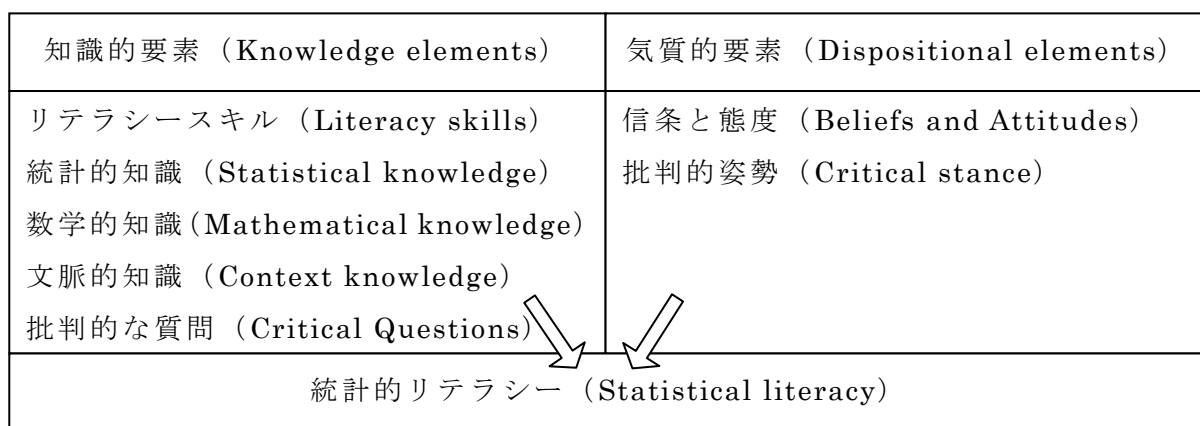 知識的要素（Knowledge elements）
気質的要素（Dispositional elements）
リテラシースキル（Literacy skills）
統計的知識（Statistical knowledge）
数学的知識（Mathematical knowledge）
文脈的知識（Context knowledge）
批判的な質問（Critical Questions）
信条と態度（Beliefs and Attitudes）
批判的姿勢（Critical stance）
統計的リテラシー（Statistical literacy）